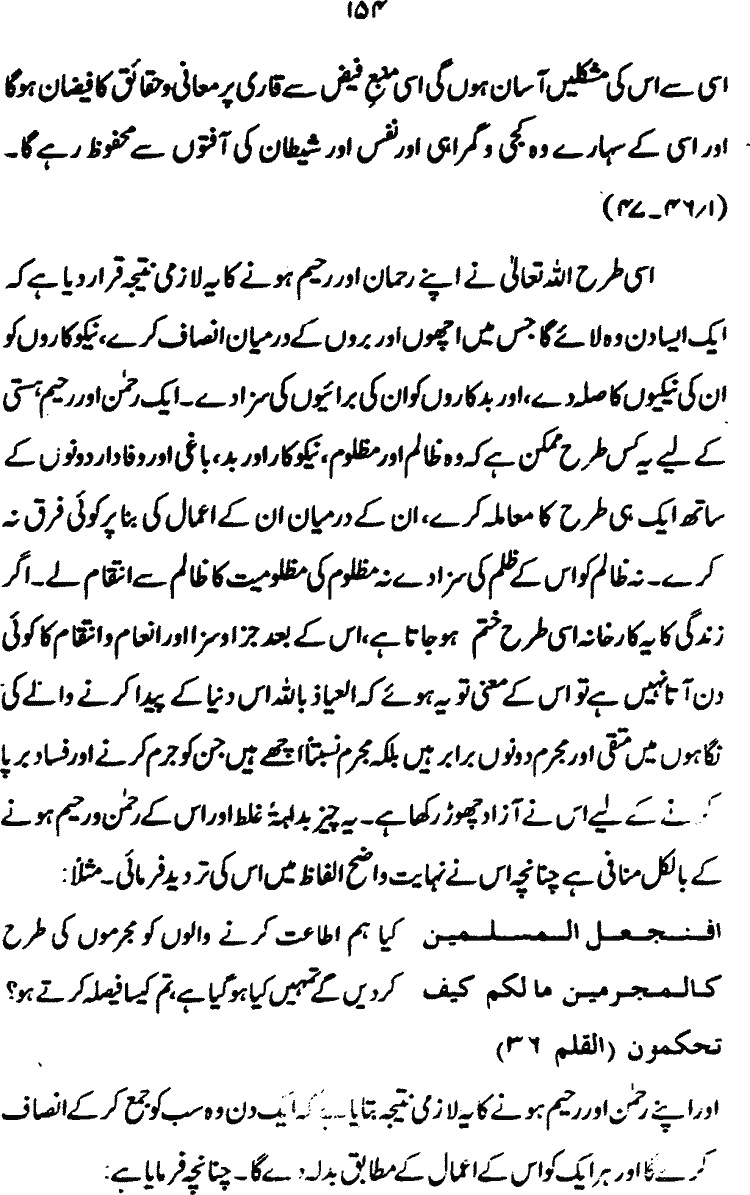 ۱۵۴
اسی سے اس کی مشکلیں آسان ہوں گی اسی منبعِ فیض سے قاری پر معانی و حقائق کا فیضان ہوگا
اور اسی کے سہارے وہ کجی و گمراہی اور نفس اور شیطان کی آفتوں سے محفوظ رہے گا۔
(۱/۴۶۔۴۷)
اسی طرح اللہ تعالیٰ نے اپنے رحمان اور رحیم ہونے کا یہ لازمی نتیجہ قرار دیا ہے کہ
ایک ایسا دن وہ لائے گا جس میں اچھوں اور بروں کے درمیان انصاف کرے، نیکوکاروں کو
ان کی نیکیوں کا صلہ دے، اور بدکاروں کو ان کی برائیوں کی سزا دے۔ ایک رحمٰن اور رحیم ہستی
کے لیے یہ کس طرح ممکن ہے کہ وہ ظالم اور مظلوم، نیکوکار اور بد، باغی اور وفادار دونوں کے
ساتھ ایک ہی طرح کا معاملہ کرے، ان کے درمیان ان کے اعمال کی بنا پر کوئی فرق نہ
کرے۔ نہ ظالم کو اس کے ظلم کی سزا دے نہ مظلوم کی مظلومیت کا ظالم سے انتقام لے۔ اگر
زندگی کا یہ کارخانہ اسی طرح ختم ہو جاتا ہے، اس کے بعد جزا و سزا اور انعام و انتقام کا کوئی
دن آتا نہیں ہے تو اس کے معنی تو یہ ہوئے کہ العیاذ باللہ اس دنیا کے پیدا کرنے والے کی
نگاہوں میں متقی اور مجرم دونوں برابر ہیں بلکہ مجرم نسبتاً اچھے ہیں جن کو جرم کرنے اور فساد برپا
کرنے کے لیے اس نے آزاد چھوڑ رکھا ہے۔ یہ چیز بداہۃً غلط اور اس کے رحمٰن ورحیم ہونے
کے بالکل منافی ہے چنانچہ اس نے نہایت واضح الفاظ میں اس کی تردید فرمائی۔ مثلاً:
افنجعل المسلمین کیا ہم اطاعت کرنے والوں کو مجرموں کی طرح
کالمجرمین مالکم کیف کردیں گے تمہیں کیا ہو گیا ہے، تم کیسا فیصلہ کرتے ہو؟
تحکمون (القلم ۳۶)
اور اپنے رحمٰن اور رحیم ہونے کا یہ لازمی نتیجہ بتایا ہے کہ ایک دن وہ سب کو جمع کر کے انصاف
کرے گا اور ہر ایک کو اس کے اعمال کے مطابق بدلہ دے گا۔ چنانچہ فرمایا ہے: